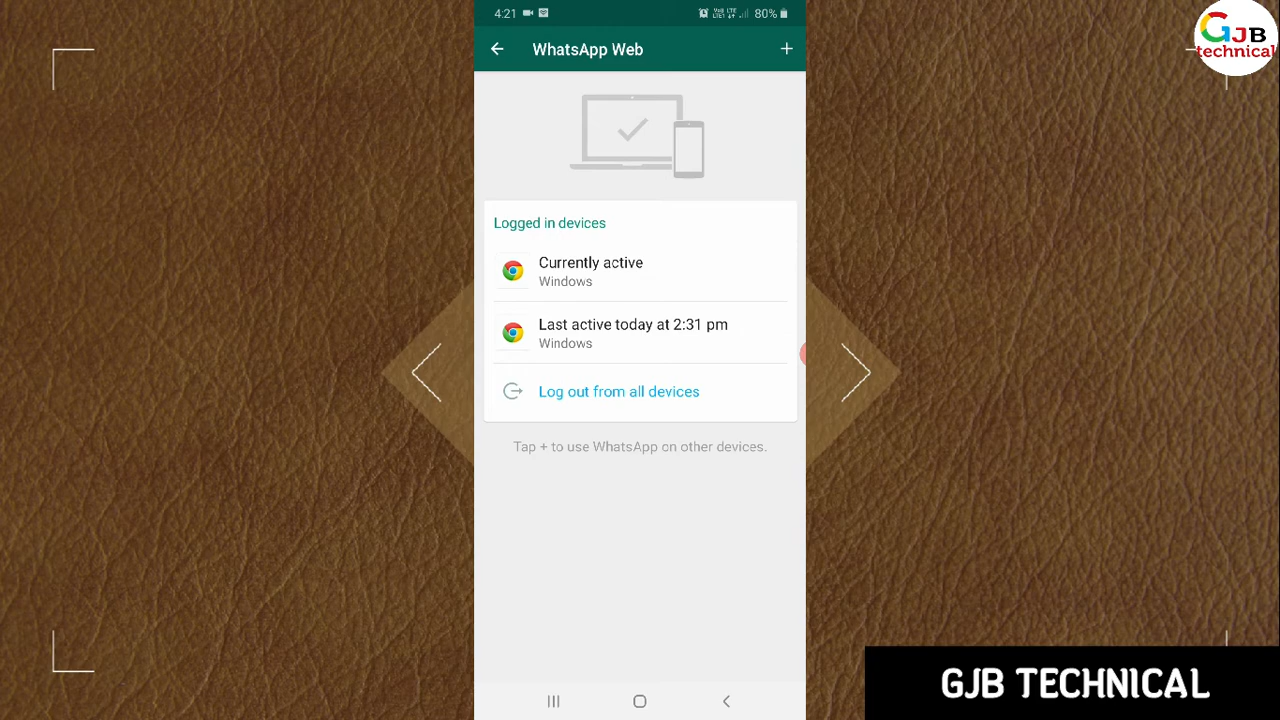 4:21
80%
GJB
technical
WhatsApp Web
Logged in devices
Currently active
Windows
Last active today at 2:31 pm
Windows
Log out from all devices
Tap + to use WhatsApp on other devices.
GJB TECHNICAL